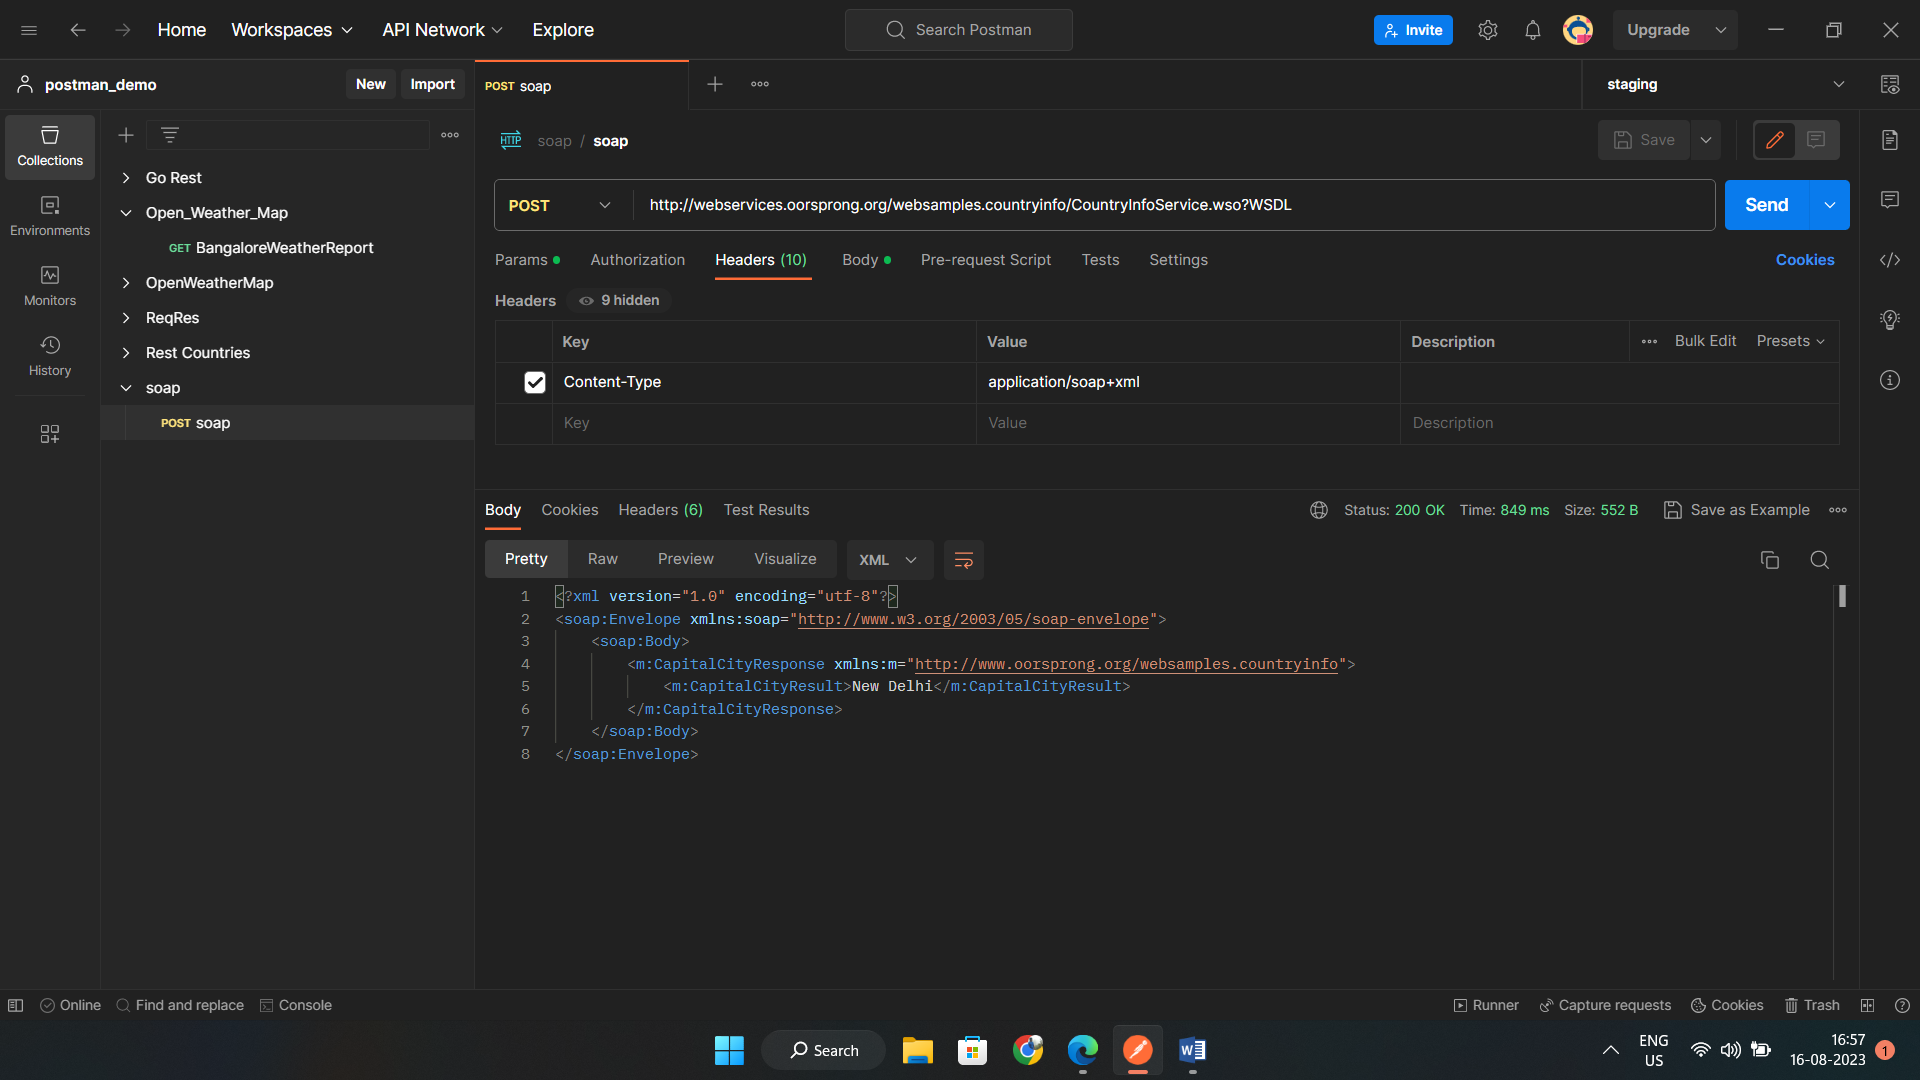 Home Workspaces API Network Explore Search Postman Invite Upgrade
postman_demo New Import POST soap staging
Collections
Environments
Monitors
History
Go Rest
Open_Weather_Map
GET BangaloreWeatherReport
OpenWeatherMap
ReqRes
Rest Countries
soap
POST soap
HTTP soap / soap Save
POST http://webservices.oorsprong.org/websamples.countryinfo/CountryInfoService.wso?WSDL Send
Params Authorization Headers (10) Body Pre-request Script Tests Settings Cookies
Headers 9 hidden
Key Value Description Bulk Edit Presets
Content-Type application/soap+xml
Key Value Description
Body Cookies Headers (6) Test Results Status: 200 OK Time: 849 ms Size: 552 B Save as Example
Pretty Raw Preview Visualize XML
1 <?xml version="1.0" encoding="utf-8"?>
2 <soap:Envelope xmlns:soap="http://www.w3.org/2003/05/soap-envelope">
3 <soap:Body>
4 <m:CapitalCityResponse xmlns:m="http://www.oorsprong.org/websamples.countryinfo">
5 <m:CapitalCityResult>New Delhi</m:CapitalCityResult>
6 </m:CapitalCityResponse>
7 </soap:Body>
8 </soap:Envelope>
Online Find and replace Console Runner Capture requests Cookies Trash
Search ENG US 16:57 16-08-2023 1